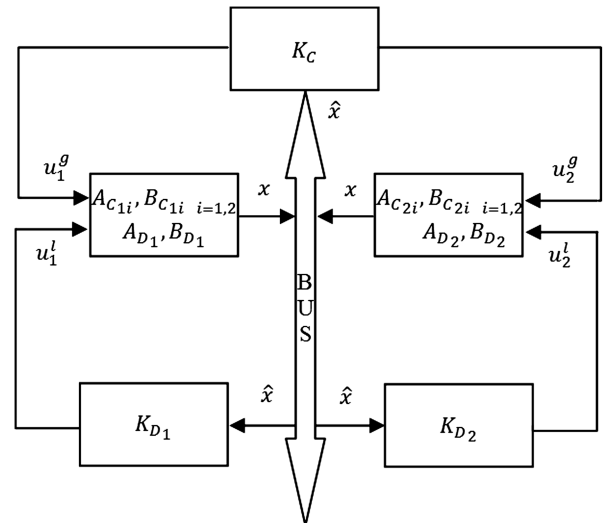 K_C
x̂
u_1^g
u_2^g
A_{C_{1i}}, B_{C_{1i}} i=1,2
A_{D_1}, B_{D_1}
x
x
A_{C_{2i}}, B_{C_{2i}} i=1,2
A_{D_2}, B_{D_2}
u_1^l
u_2^l
B
U
S
x̂
x̂
K_{D_1}
K_{D_2}